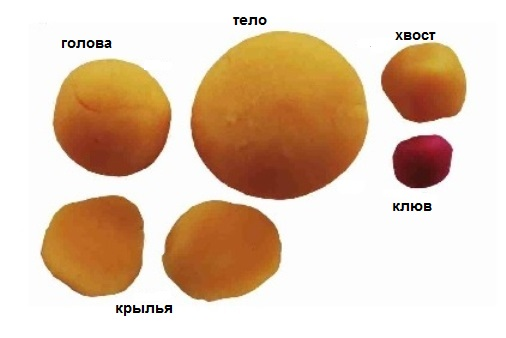 тело
голова
хвост
клюв
крылья